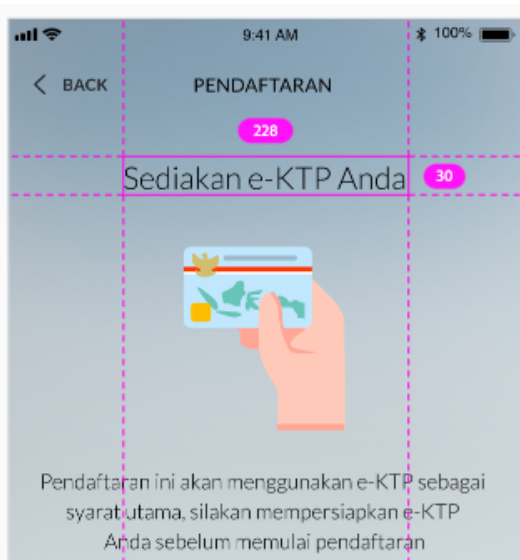 9:41 AM
100%
BACK
PENDAFTARAN
228
Sediakan e-KTP Anda
30
Pendaftaran ini akan menggunakan e-KTP sebagai
syarat utama, silakan mempersiapkan e-KTP
Anda sebelum memulai pendaftaran